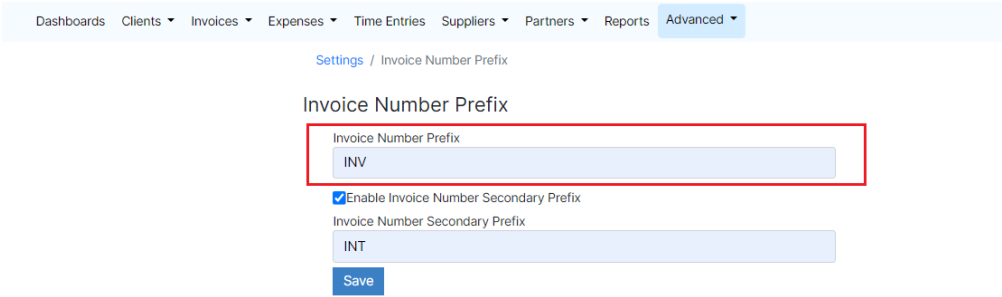 Dashboards Clients Invoices Expenses Time Entries Suppliers Partners Reports Advanced
Settings / Invoice Number Prefix
Invoice Number Prefix
Invoice Number Prefix
INV
Enable Invoice Number Secondary Prefix
Invoice Number Secondary Prefix
INT
Save